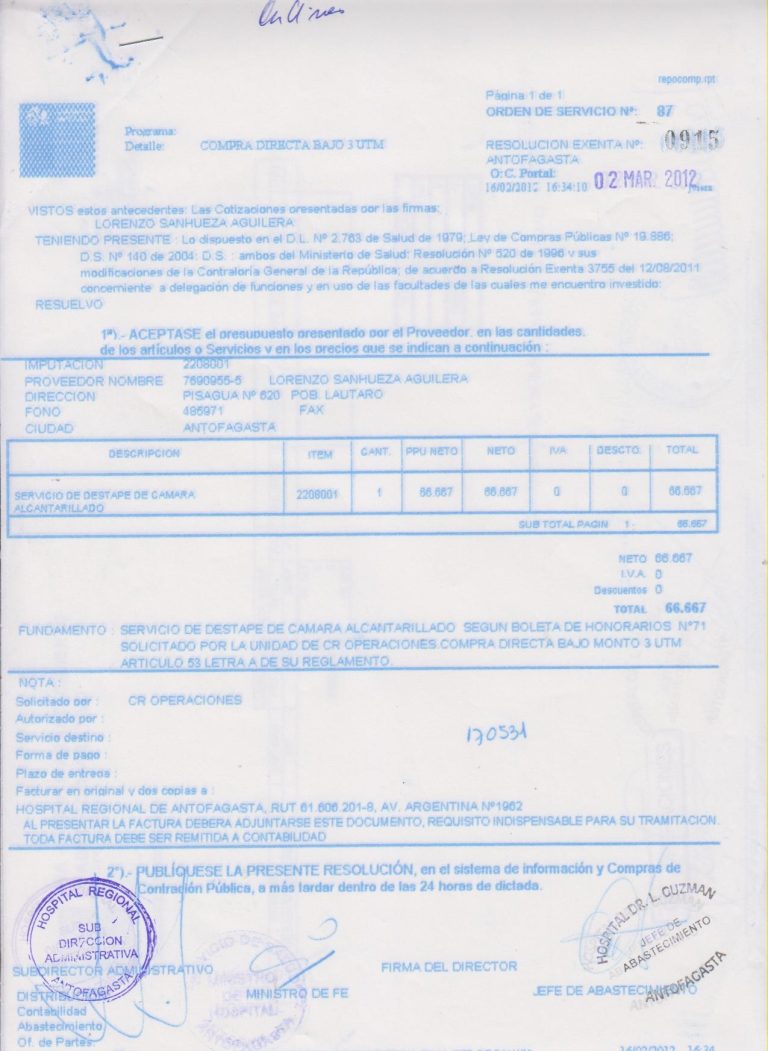 repocomp.rpt
Página 1 de 1
ORDEN DE SERVICIO Nº: 87
Programa:
Detalle: COMPRA DIRECTA BAJO 3 UTM
RESOLUCION EXENTA Nº: 0915
ANTOFAGASTA
O.C. Portal:
16/02/2012 16:34:10 02 MAR. 2012
VISTOS estos antecedentes: Las Cotizaciones presentadas por las firmas:
LORENZO SANHUEZA AGUILERA
TENIENDO PRESENTE : Lo dispuesto en el D.L. Nº 2.763 de Salud de 1979; Ley de Compras Públicas Nº 19.886;
D.S. Nº 140 de 2004; D.S. : ambos del Ministerio de Salud; Resolución Nº 520 de 1996 y sus
modificaciones de la Contraloría General de la República; de acuerdo a Resolución Exenta 3755 del 12/08/2011
concerniente a delegación de funciones y en uso de las facultades de las cuales me encuentro investido:
RESUELVO
1º).- ACEPTASE el presupuesto presentado por el Proveedor, en las cantidades,
de los artículos o Servicios y en los precios que se indican a continuación :
IMPUTACION 2208001
PROVEEDOR NOMBRE 7690955-5 LORENZO SANHUEZA AGUILERA
DIRECCION PISAGUA Nº 620 POB. LAUTARO
FONO 485971 FAX
CIUDAD ANTOFAGASTA
DESCRIPCION ITEM CANT. PPU NETO NETO IVA DESCTO. TOTAL
SERVICIO DE DESTAPE DE CAMARA 2208001 1 66.667 66.667 0 0 66.667
ALCANTARILLADO
SUB TOTAL PAGIN 1 : 66.667
NETO 66.667
I.V.A. 0
Descuentos 0
TOTAL 66.667
FUNDAMENTO : SERVICIO DE DESTAPE DE CAMARA ALCANTARILLADO SEGUN BOLETA DE HONORARIOS Nº71
SOLICITADO POR LA UNIDAD DE CR OPERACIONES.COMPRA DIRECTA BAJO MONTO 3 UTM
ARTICULO 53 LETRA A DE SU REGLAMENTO.
NOTA :
Solicitado por : CR OPERACIONES
Autorizado por :
Servicio destino :
170531
Forma de pago :
Plazo de entrega :
Facturar en original y dos copias a :
HOSPITAL REGIONAL DE ANTOFAGASTA, RUT 61.606.201-8, AV. ARGENTINA Nº1962
AL PRESENTAR LA FACTURA DEBERA ADJUNTARSE ESTE DOCUMENTO, REQUISITO INDISPENSABLE PARA SU TRAMITACION.
TODA FACTURA DEBE SER REMITIDA A CONTABILIDAD
2º).- PUBLÍQUESE LA PRESENTE RESOLUCIÓN, en el sistema de información y Compras de
Contración Pública, a más tardar dentro de las 24 horas de dictada.
HOSPITAL REGIONAL
SUB
DIRECCION
ADMINISTRATIVA
ANTOFAGASTA
HOSPITAL DR. L. GUZMAN
JEFE DE
ABASTECIMIENTO
ANTOFAGASTA
SUBDIRECTOR ADMINISTRATIVO
FIRMA DEL DIRECTOR
MINISTRO DE FE
JEFE DE ABASTECIMIENTO
Contabilidad
Abastecimiento
Of. de Partes.
16/02/2012 16:34